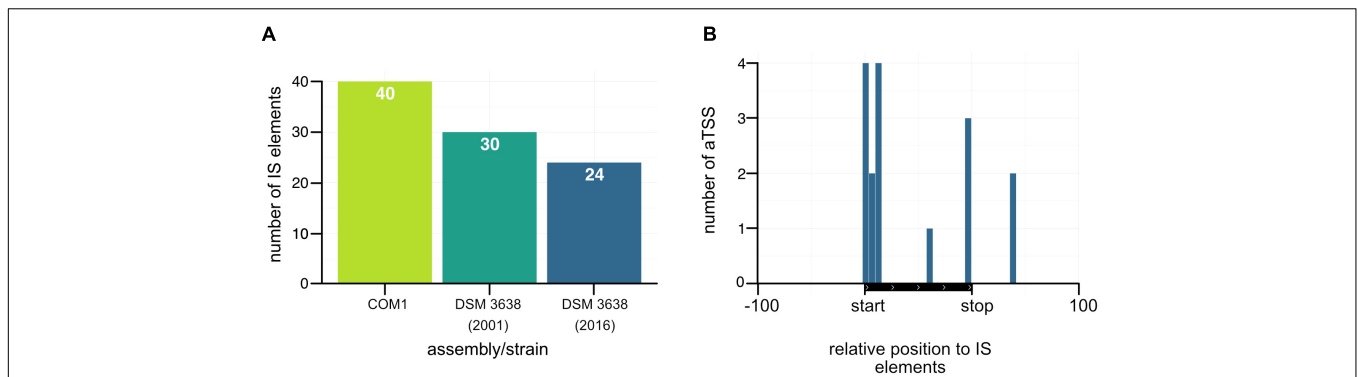 A
number of IS elements
40
30
20
10
0
40
30
24
COM1
DSM 3638
(2001)
DSM 3638
(2016)
assembly/strain
B
number of aTSS
4
3
2
1
0
-100
start
stop
100
relative position to IS
elements